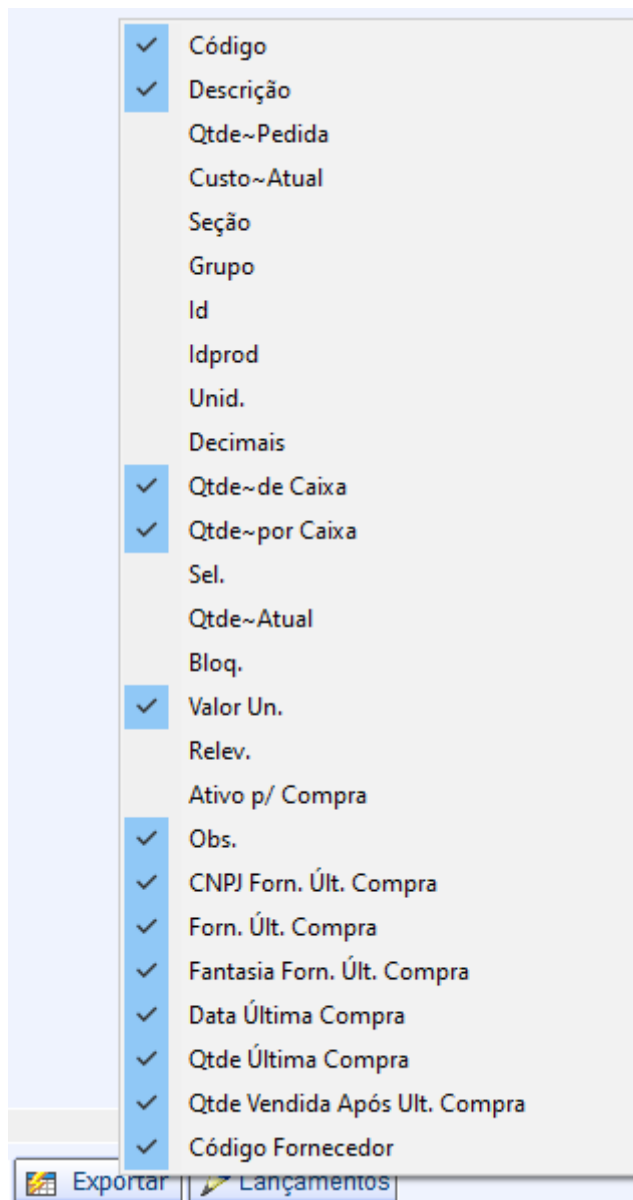 Código
Descrição
Qtde~Pedida
Custo~Atual
Seção
Grupo
Id
Idprod
Unid.
Decimais
Qtde~de Caixa
Qtde~por Caixa
Sel.
Qtde~Atual
Bloq.
Valor Un.
Relev.
Ativo p/ Compra
Obs.
CNPJ Forn. Últ. Compra
Forn. Últ. Compra
Fantasia Forn. Últ. Compra
Data Última Compra
Qtde Última Compra
Qtde Vendida Após Ult. Compra
Código Fornecedor
Exportar Lançamentos